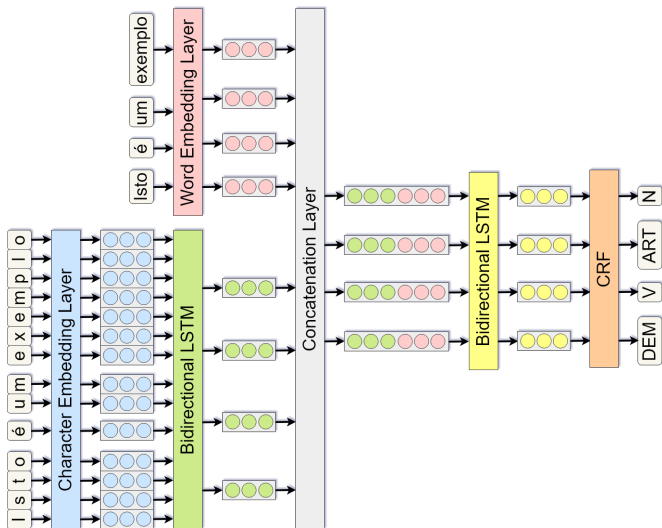 I s t o é u m e x e m p l o
Character Embedding Layer
Isto é um exemplo
Bidirectional LSTM
Word Embedding Layer
Concatenation Layer
Bidirectional LSTM
CRF
DEM V ART N